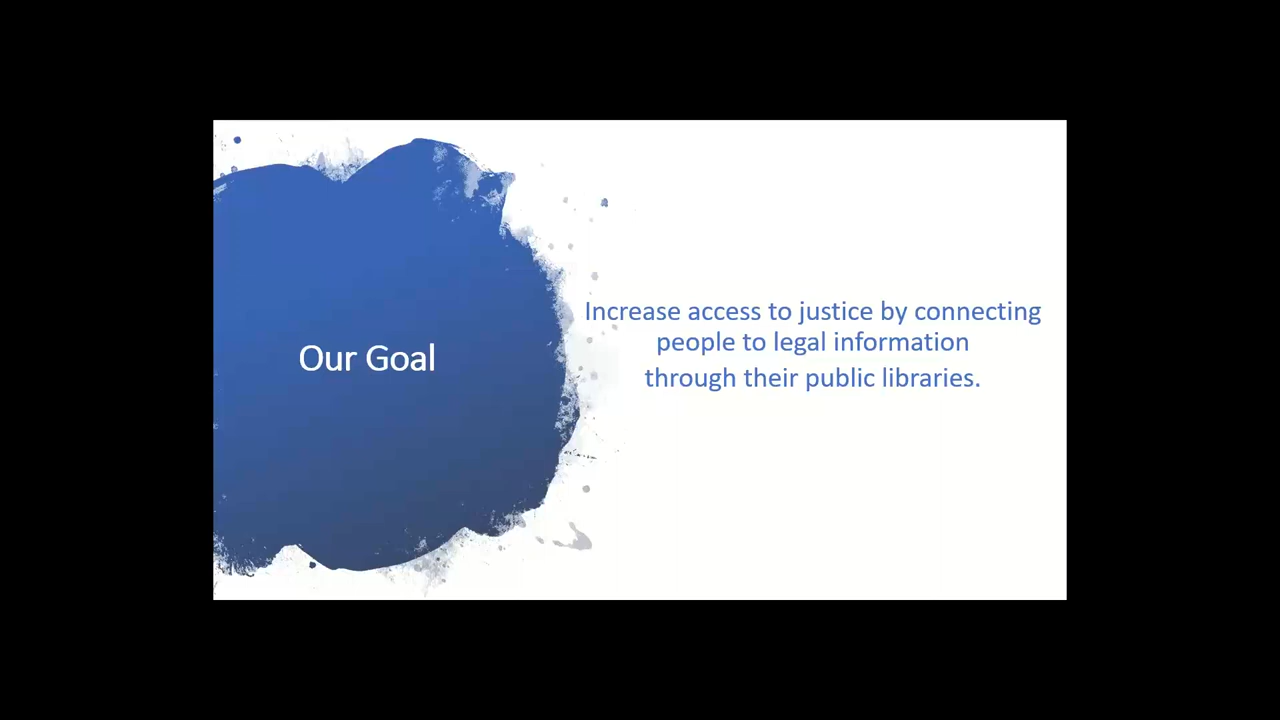 Our Goal
Increase access to justice by connecting
people to legal information
through their public libraries.